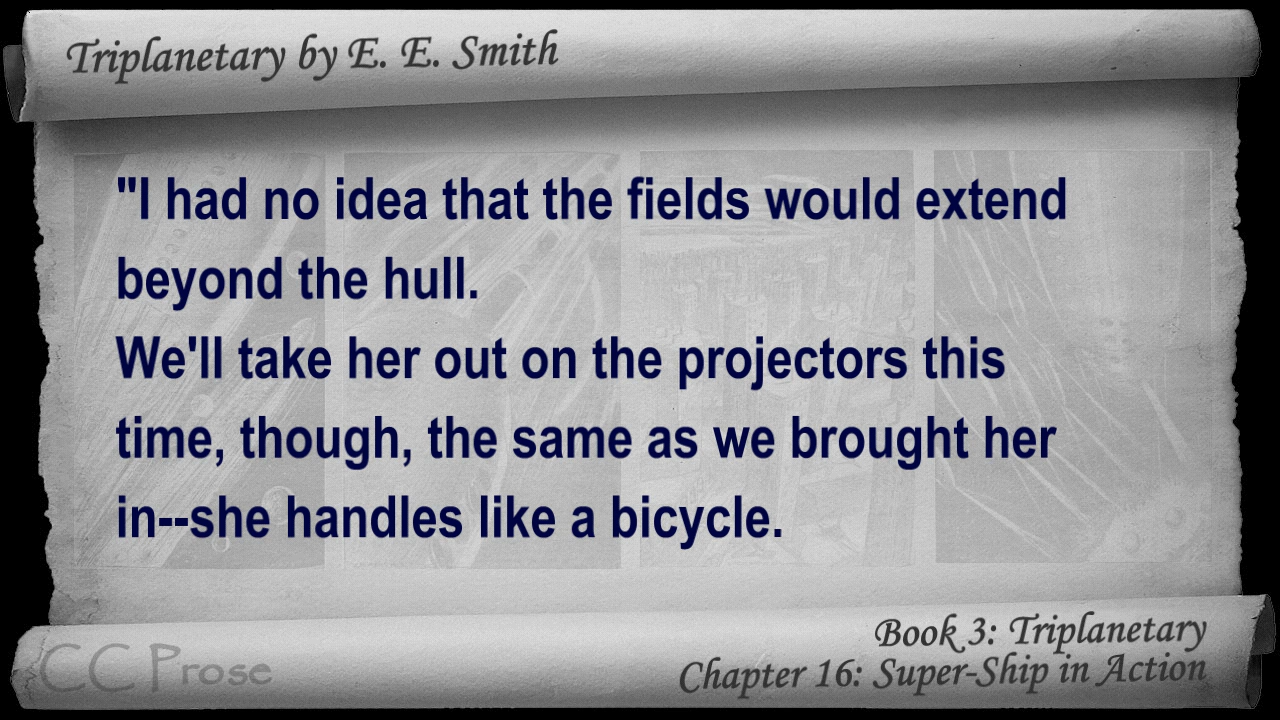 Triplanetary by E. E. Smith
"I had no idea that the fields would extend
beyond the hull.
We'll take her out on the projectors this
time, though, the same as we brought her
in--she handles like a bicycle.
Book 3: Triplanetary
CC Prose
Chapter 16: Super-Ship in Action